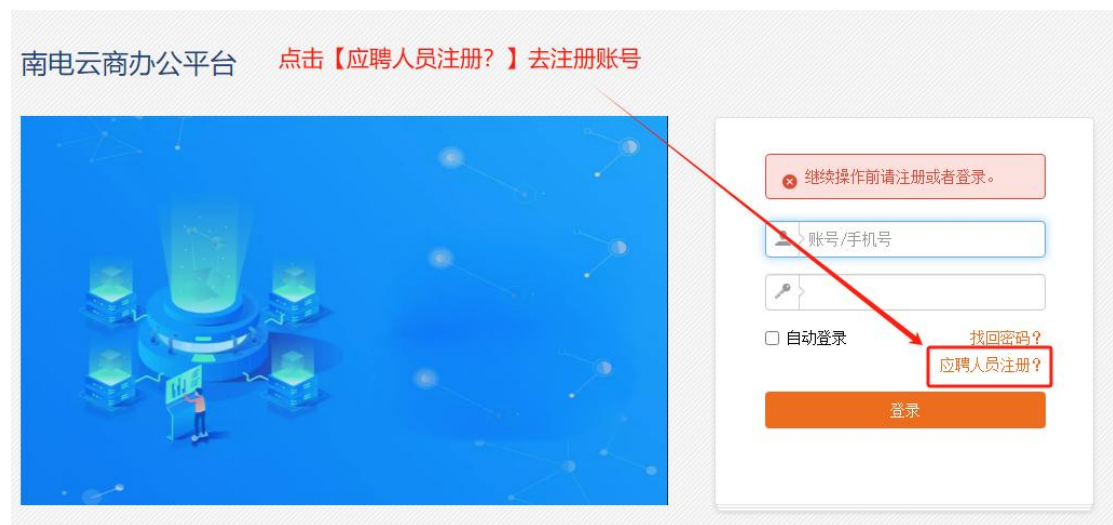 南电云商办公平台
点击【应聘人员注册？】去注册账号
继续操作前请注册或者登录。
账号/手机号
自动登录
找回密码？
应聘人员注册？
登录